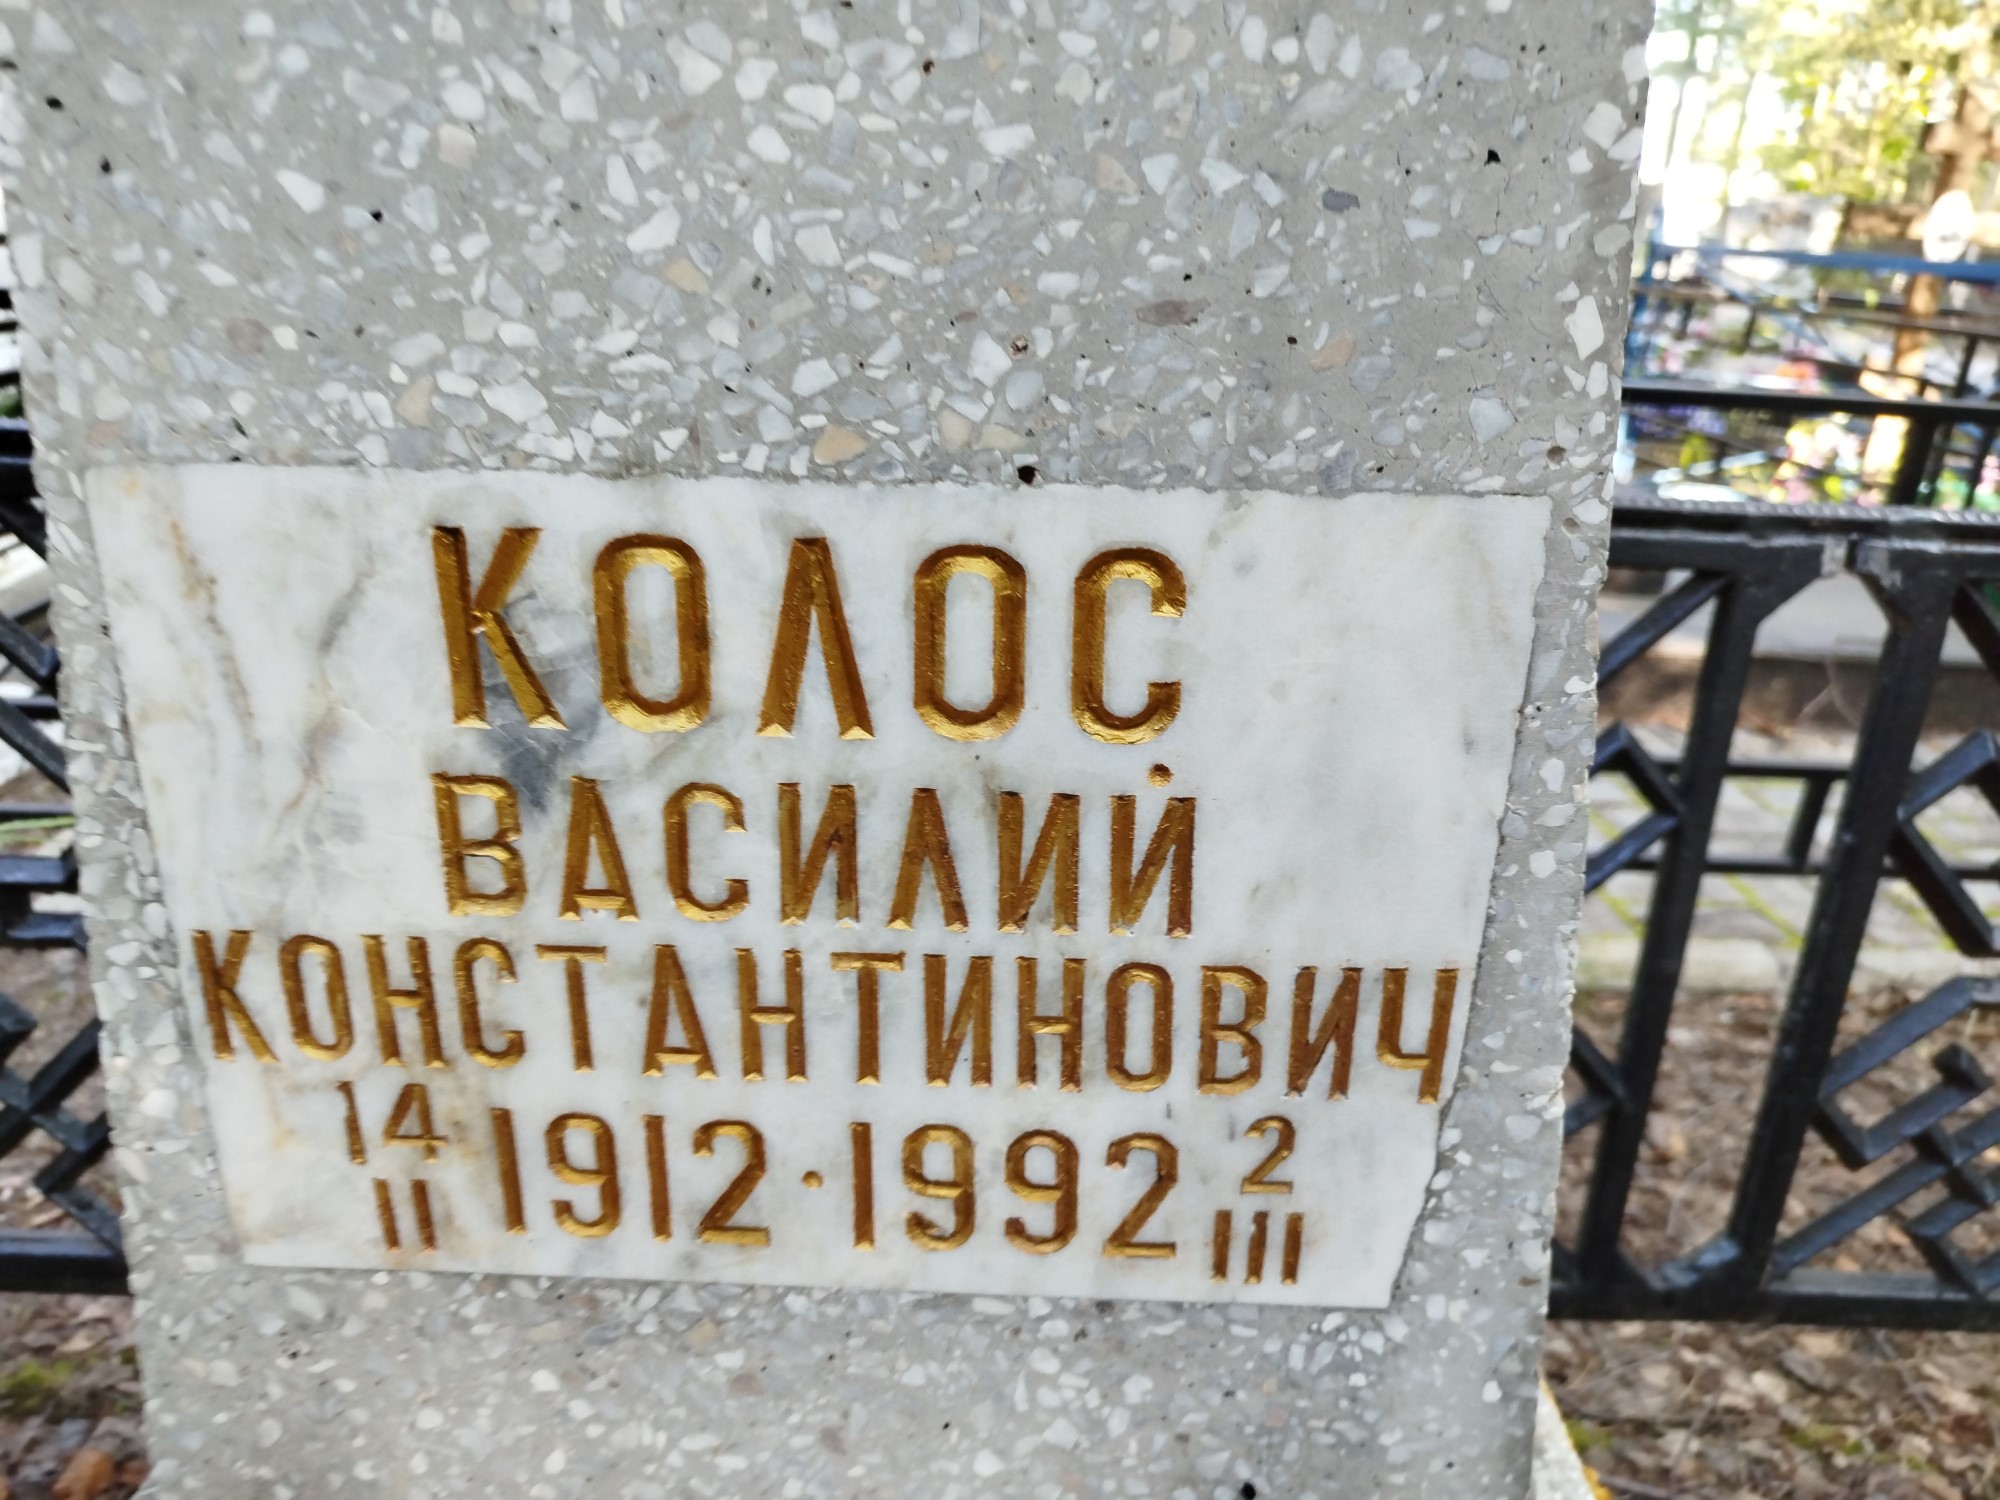 КОЛОС
ВАСИЛИЙ
КОНСТАНТИНОВИЧ
14 1912·1992 2
II III